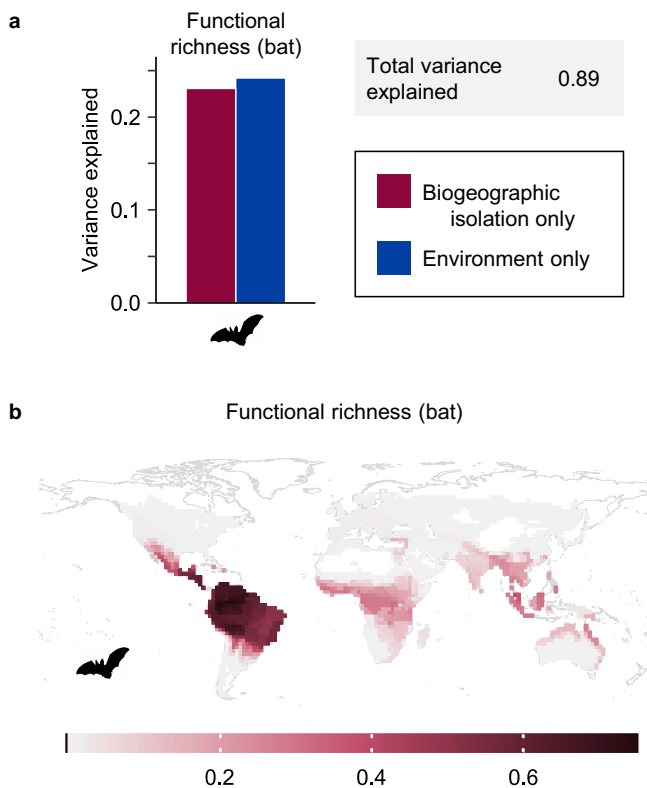 a
Functional
richness (bat)
Variance explained
0.2
0.1
0.0
Total variance
explained
0.89
Biogeographic
isolation only
Environment only
b
Functional richness (bat)
0.2
0.4
0.6